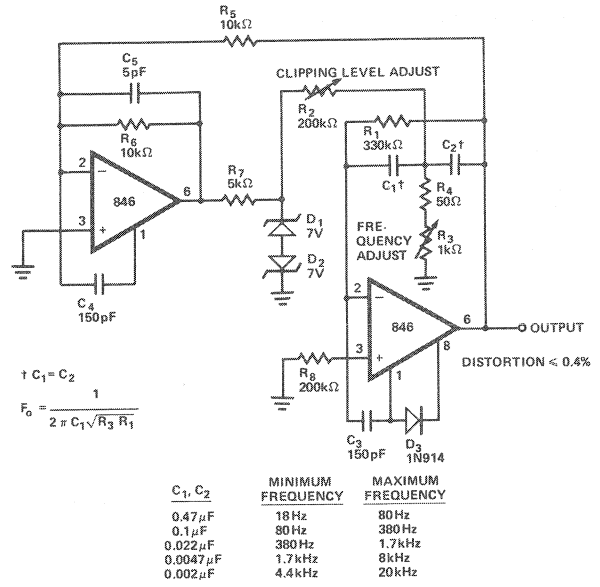 R5
10kΩ
C5
5pF
CLIPPING LEVEL ADJUST
R2
200kΩ
R1
330kΩ
R6
10kΩ
C2†
C1†
2
−
846
6
3
+
1
R7
5kΩ
R4
50Ω
D1
7V
FRE-
QUENCY
ADJUST
R3
1kΩ
D2
7V
C4
150pF
2
−
846
6
OUTPUT
3
+
8
1
R8
200kΩ
DISTORTION ⩽ 0.4%
† C1 = C2
Fo = 1 / 2 π C1 √R3 R1
C3
150pF
D3
1N914
C1, C2 MINIMUM FREQUENCY MAXIMUM FREQUENCY
0.47μF 18Hz 80Hz
0.1μF 80Hz 380Hz
0.022μF 380Hz 1.7kHz
0.0047μF 1.7kHz 8kHz
0.002μF 4.4kHz 20kHz